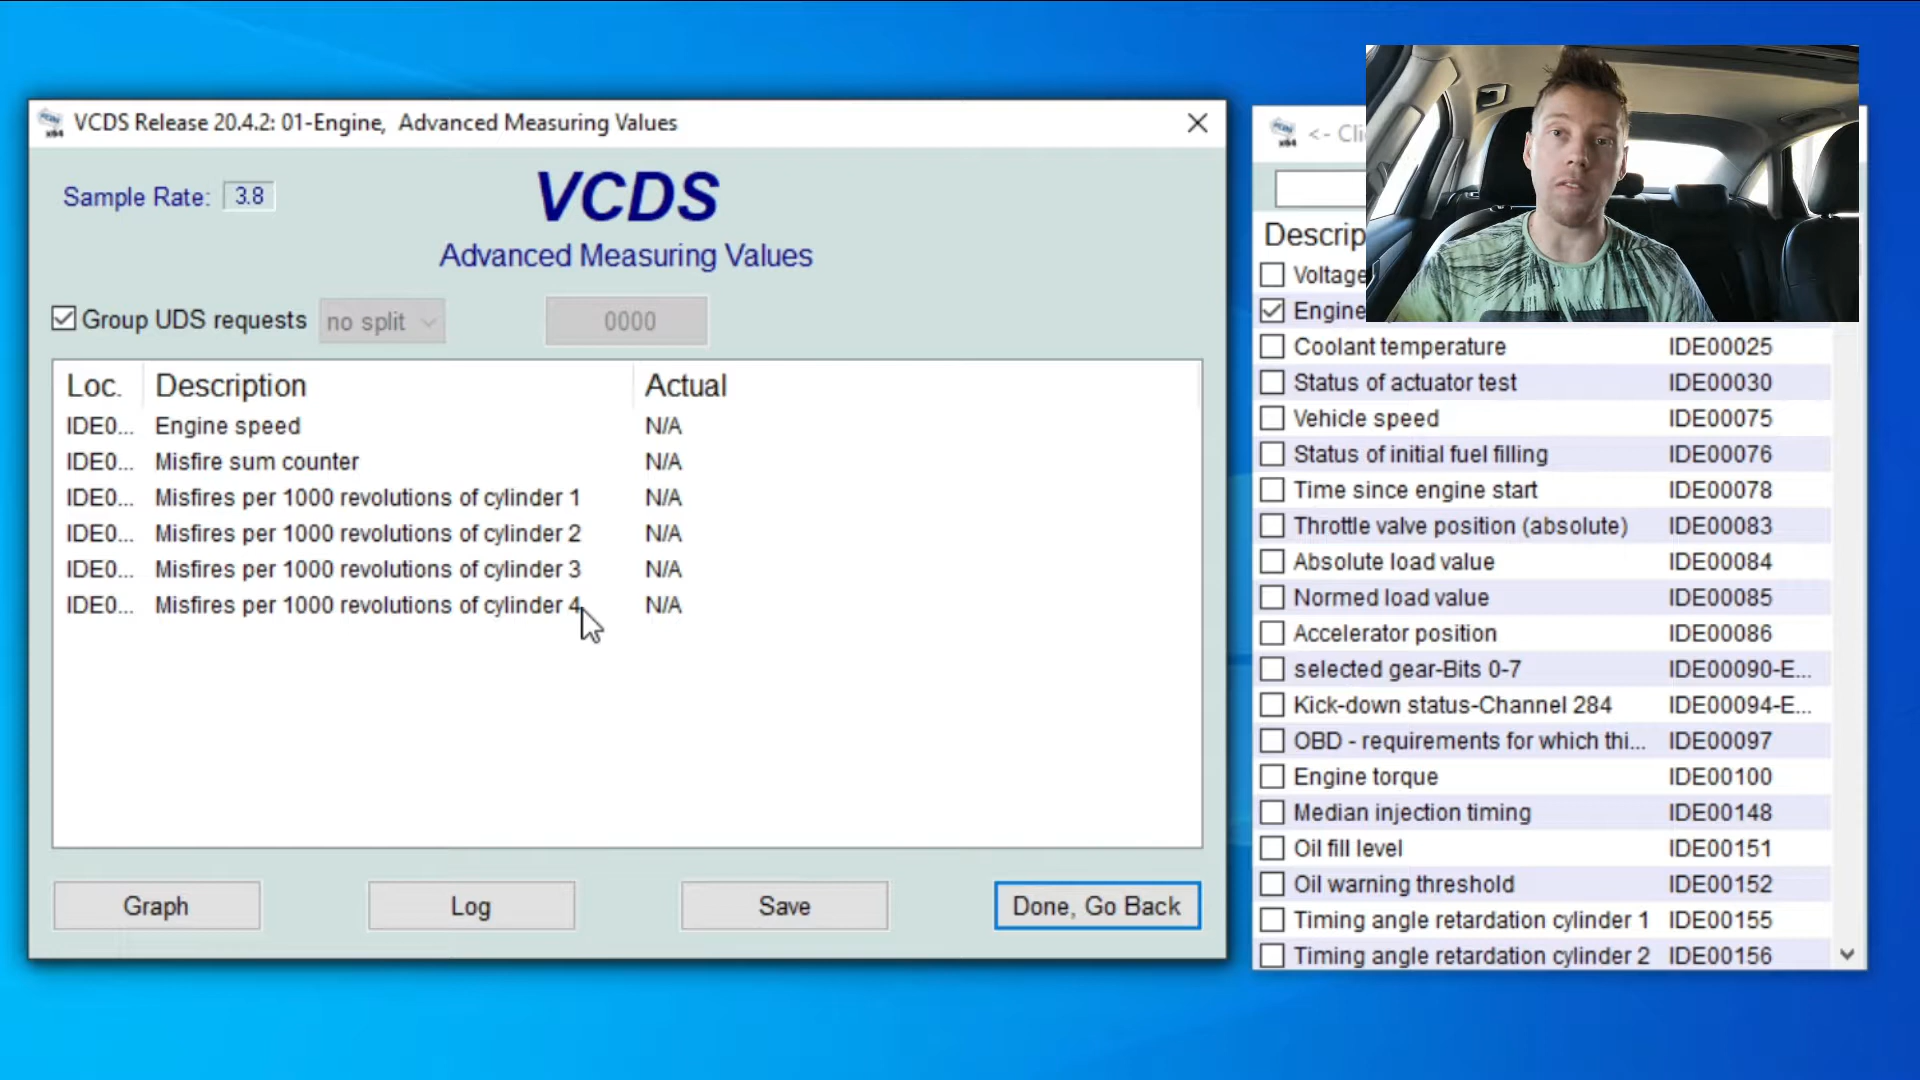 VCDS Release 20.4.2: 01-Engine, Advanced Measuring Values
Sample Rate: 3.8
VCDS
Advanced Measuring Values
Group UDS requests no split 0000
Loc. Description Actual
IDE0... Engine speed N/A
IDE0... Misfire sum counter N/A
IDE0... Misfires per 1000 revolutions of cylinder 1 N/A
IDE0... Misfires per 1000 revolutions of cylinder 2 N/A
IDE0... Misfires per 1000 revolutions of cylinder 3 N/A
IDE0... Misfires per 1000 revolutions of cylinder 4 N/A
Graph Log Save Done, Go Back
<- Cli
Descrip
Voltage
Engine
Coolant temperature IDE00025
Status of actuator test IDE00030
Vehicle speed IDE00075
Status of initial fuel filling IDE00076
Time since engine start IDE00078
Throttle valve position (absolute) IDE00083
Absolute load value IDE00084
Normed load value IDE00085
Accelerator position IDE00086
selected gear-Bits 0-7 IDE00090-E...
Kick-down status-Channel 284 IDE00094-E...
OBD - requirements for which thi... IDE00097
Engine torque IDE00100
Median injection timing IDE00148
Oil fill level IDE00151
Oil warning threshold IDE00152
Timing angle retardation cylinder 1 IDE00155
Timing angle retardation cylinder 2 IDE00156